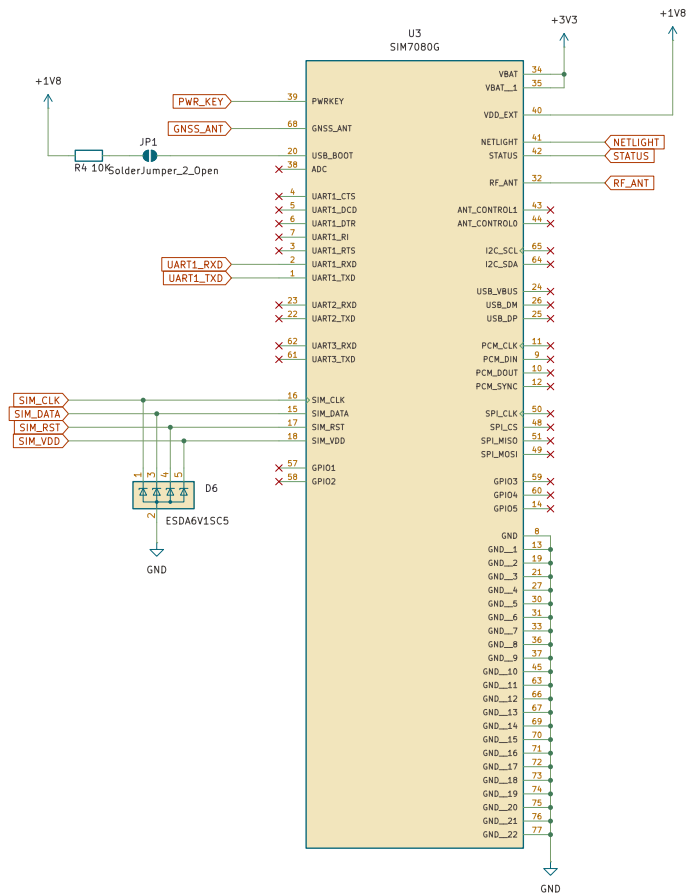 +1V8
+3V3
U3
SIM7080G
+1V8
VBAT 34
VBAT__1 35
PWR_KEY 39 PWRKEY
VDD_EXT 40
GNSS_ANT 68 GNSS_ANT
JP1
NETLIGHT 41 NETLIGHT
20 USB_BOOT
STATUS 42 STATUS
R4 10K
SolderJumper_2_Open
38 ADC
RF_ANT 32 RF_ANT
4 UART1_CTS
5 UART1_DCD
ANT_CONTROL1 43
6 UART1_DTR
ANT_CONTROL0 44
7 UART1_RI
3 UART1_RTS
I2C_SCL 65
UART1_RXD 2 UART1_RXD
I2C_SDA 64
UART1_TXD 1 UART1_TXD
USB_VBUS 24
23 UART2_RXD
USB_DM 26
22 UART2_TXD
USB_DP 25
62 UART3_RXD
PCM_CLK 11
61 UART3_TXD
PCM_DIN 9
PCM_DOUT 10
PCM_SYNC 12
SIM_CLK 16 SIM_CLK
SIM_DATA 15 SIM_DATA
SPI_CLK 50
SIM_RST 17 SIM_RST
SPI_CS 48
SIM_VDD 18 SIM_VDD
SPI_MISO 51
SPI_MOSI 49
57 GPIO1
1 3 4 5
58 GPIO2
GPIO3 59
D6
GPIO4 60
GPIO5 14
2
ESDA6V1SC5
GND 8
GND__1 13
GND__2 19
GND
GND__3 21
GND__4 27
GND__5 30
GND__6 31
GND__7 33
GND__8 36
GND__9 37
GND__10 45
GND__11 63
GND__12 66
GND__13 67
GND__14 69
GND__15 70
GND__16 71
GND__17 72
GND__18 73
GND__19 74
GND__20 75
GND__21 76
GND__22 77
GND